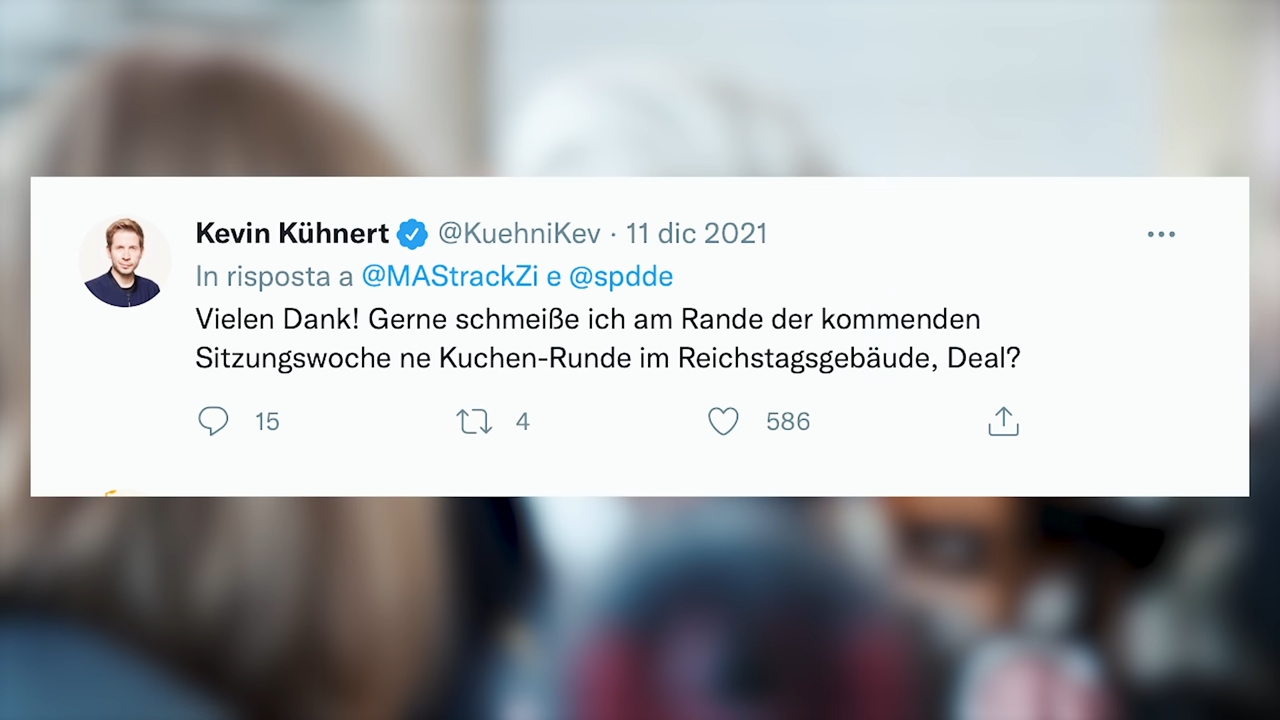 Kevin Kühnert @KuehniKev · 11 dic 2021
In risposta a @MAStrackZi e @spdde
Vielen Dank! Gerne schmeiße ich am Rande der kommenden
Sitzungswoche ne Kuchen-Runde im Reichstagsgebäude, Deal?
15 4 586